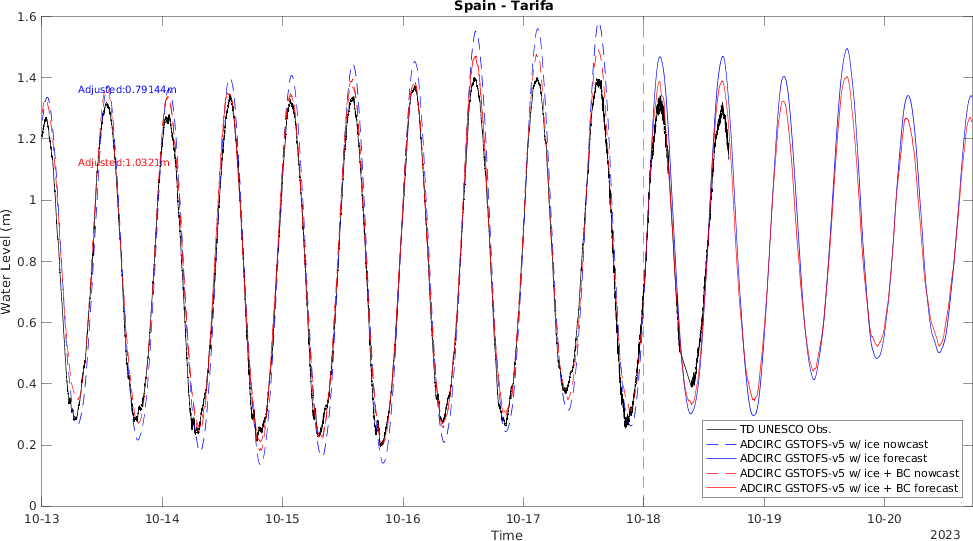 Spain - Tarifa
1.6
1.4
1.2
1
0.8
0.6
0.4
0.2
0
Water Level (m)
Adjusted:0.79144m
Adjusted:1.0321m
TD UNESCO Obs.
ADCIRC GSTOFS-v5 w/ ice nowcast
ADCIRC GSTOFS-v5 w/ ice forecast
ADCIRC GSTOFS-v5 w/ ice + BC nowcast
ADCIRC GSTOFS-v5 w/ ice + BC forecast
10-13 10-14 10-15 10-16 10-17 10-18 10-19 10-20
Time
2023